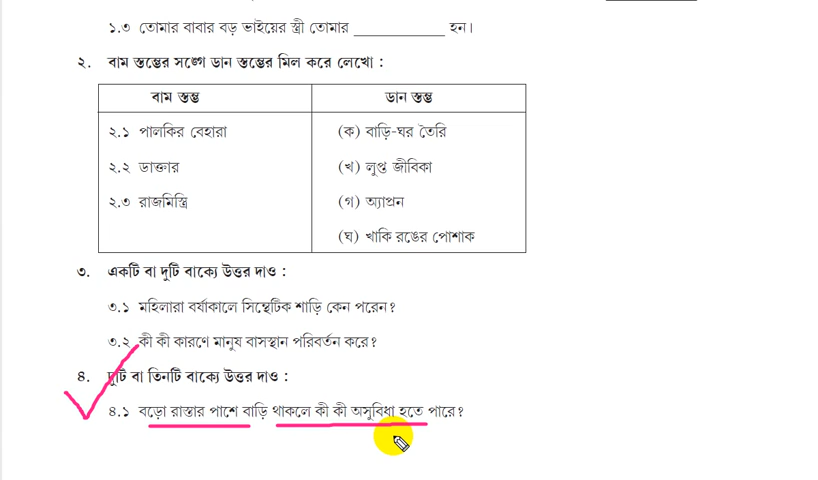 ১.৩ তোমার বাবার বড় ভাইয়ের স্ত্রী তোমার ____________ হন।
২. বাম স্তম্ভের সঙ্গে ডান স্তম্ভের মিল করে লেখো :
বাম স্তম্ভ ডান স্তম্ভ
২.১ পালকির বেহারা (ক) বাড়ি-ঘর তৈরি
২.২ ডাক্তার (খ) লুপ্ত জীবিকা
২.৩ রাজমিস্ত্রি (গ) অ্যাপ্রন
(ঘ) খাকি রঙের পোশাক
৩. একটি বা দুটি বাক্যে উত্তর দাও :
৩.১ মহিলারা বর্ষাকালে সিন্থেটিক শাড়ি কেন পরেন?
৩.২ কী কী কারণে মানুষ বাসস্থান পরিবর্তন করে?
৪. দুটি বা তিনটি বাক্যে উত্তর দাও :
৪.১ বড়ো রাস্তার পাশে বাড়ি থাকলে কী কী অসুবিধা হতে পারে?